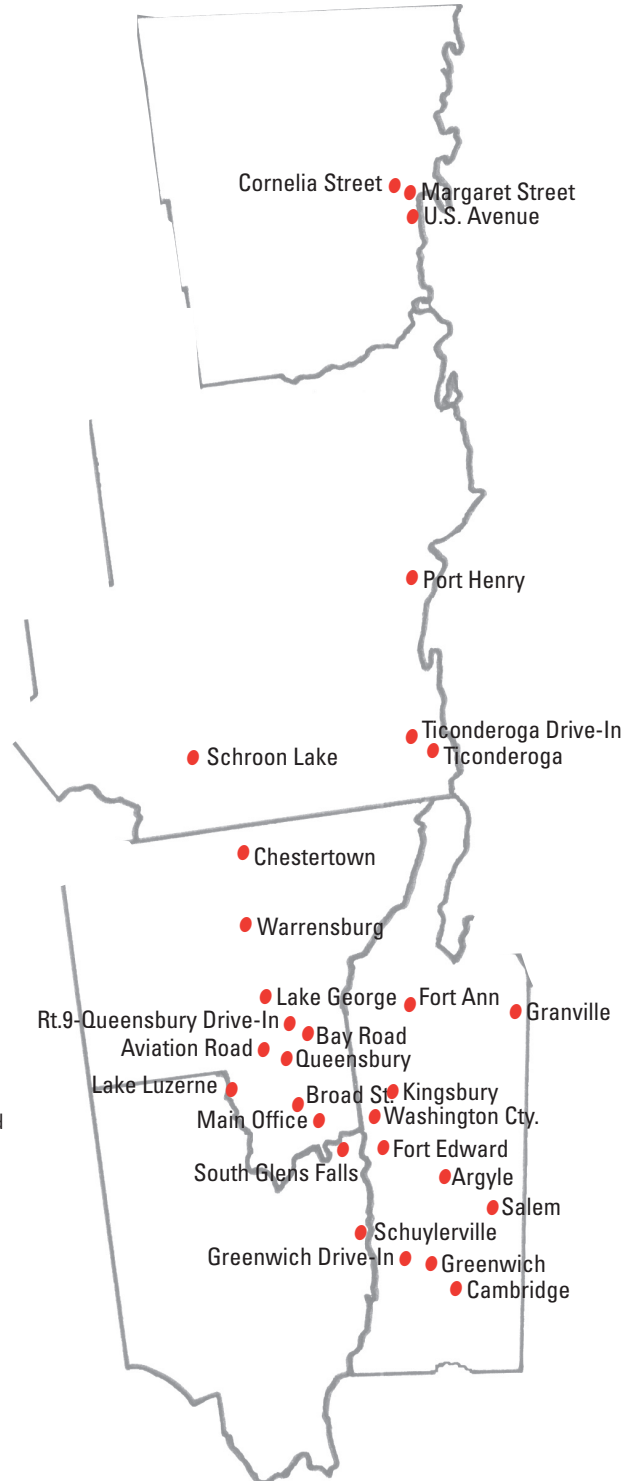 Cornelia Street
Margaret Street
U.S. Avenue
Port Henry
Ticonderoga Drive-In
Ticonderoga
Schroon Lake
Chestertown
Warrensburg
Lake George
Fort Ann
Granville
Rt.9-Queensbury Drive-In
Bay Road
Aviation Road
Queensbury
Lake Luzerne
Broad St.
Kingsbury
Main Office
Washington Cty.
Fort Edward
South Glens Falls
Argyle
Salem
Schuylerville
Greenwich Drive-In
Greenwich
Cambridge